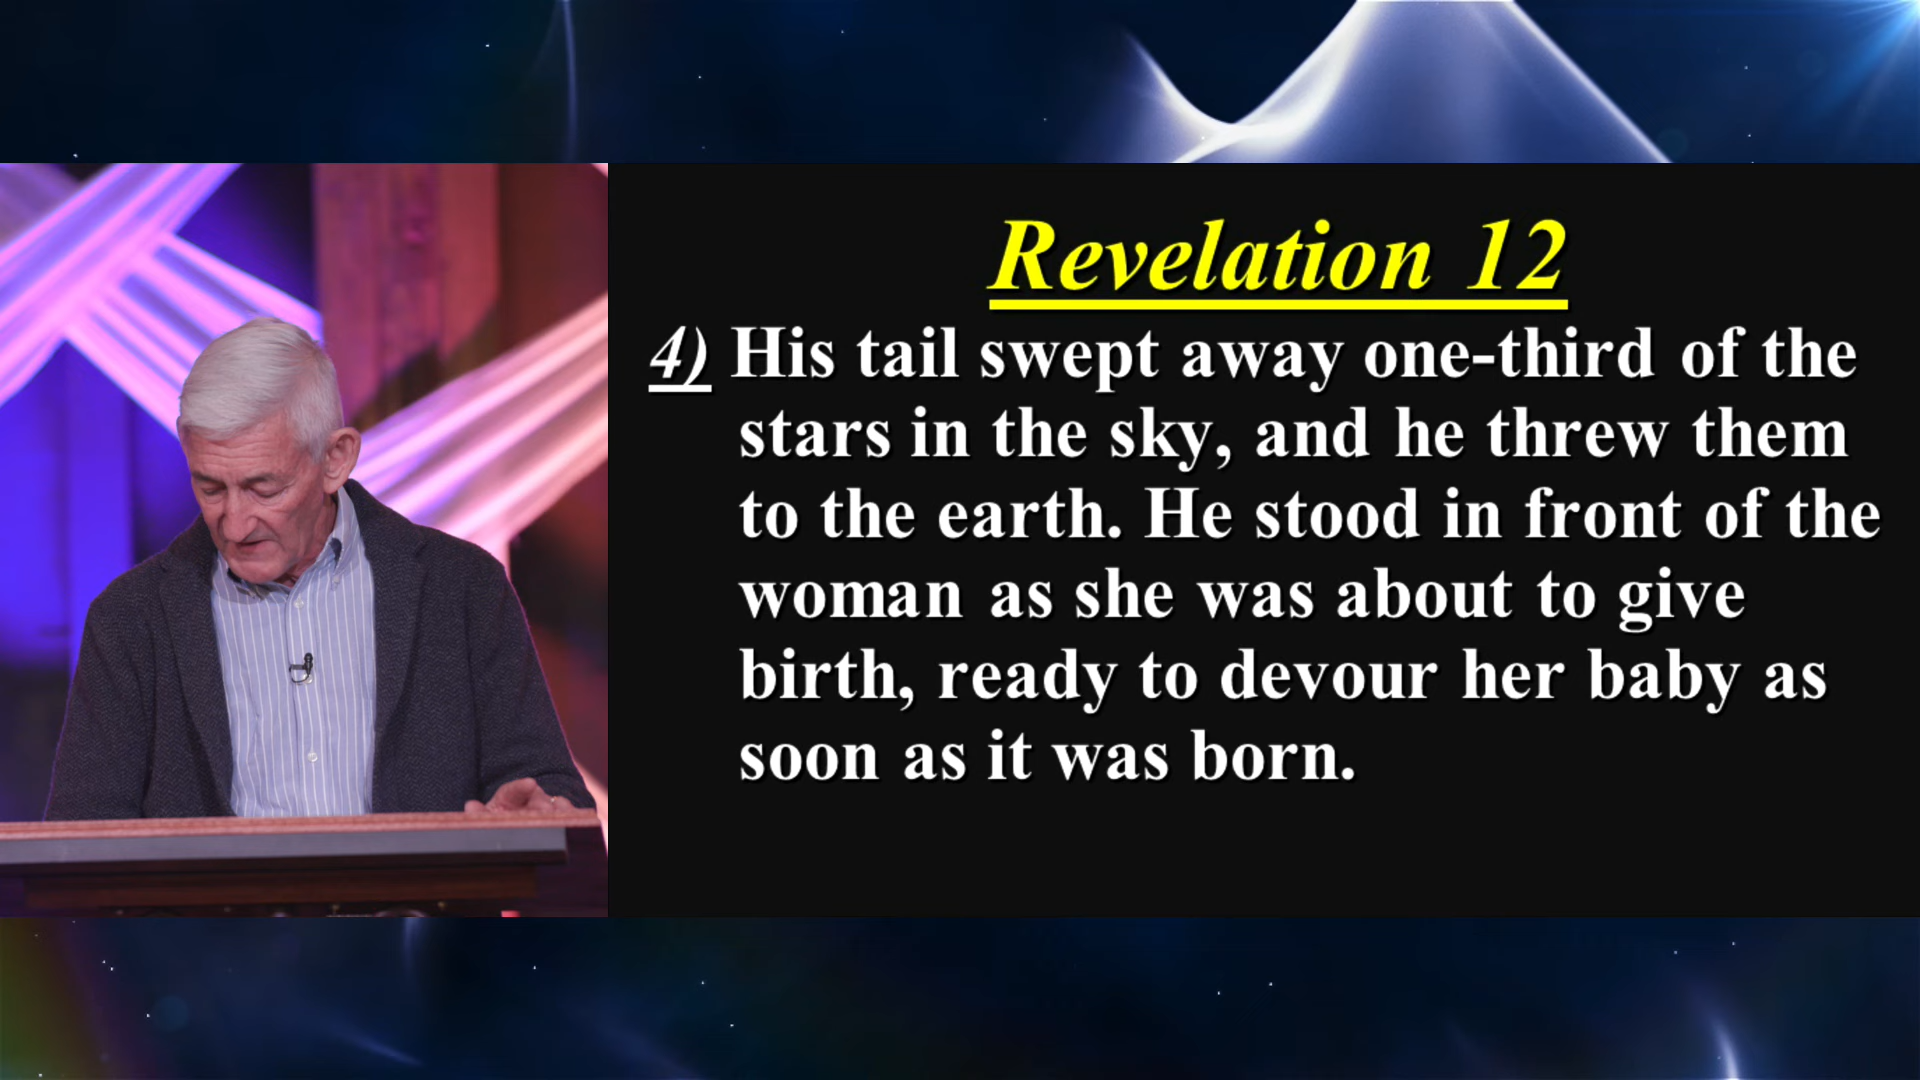 Revelation 12
4) His tail swept away one-third of the
stars in the sky, and he threw them
to the earth. He stood in front of the
woman as she was about to give
birth, ready to devour her baby as
soon as it was born.